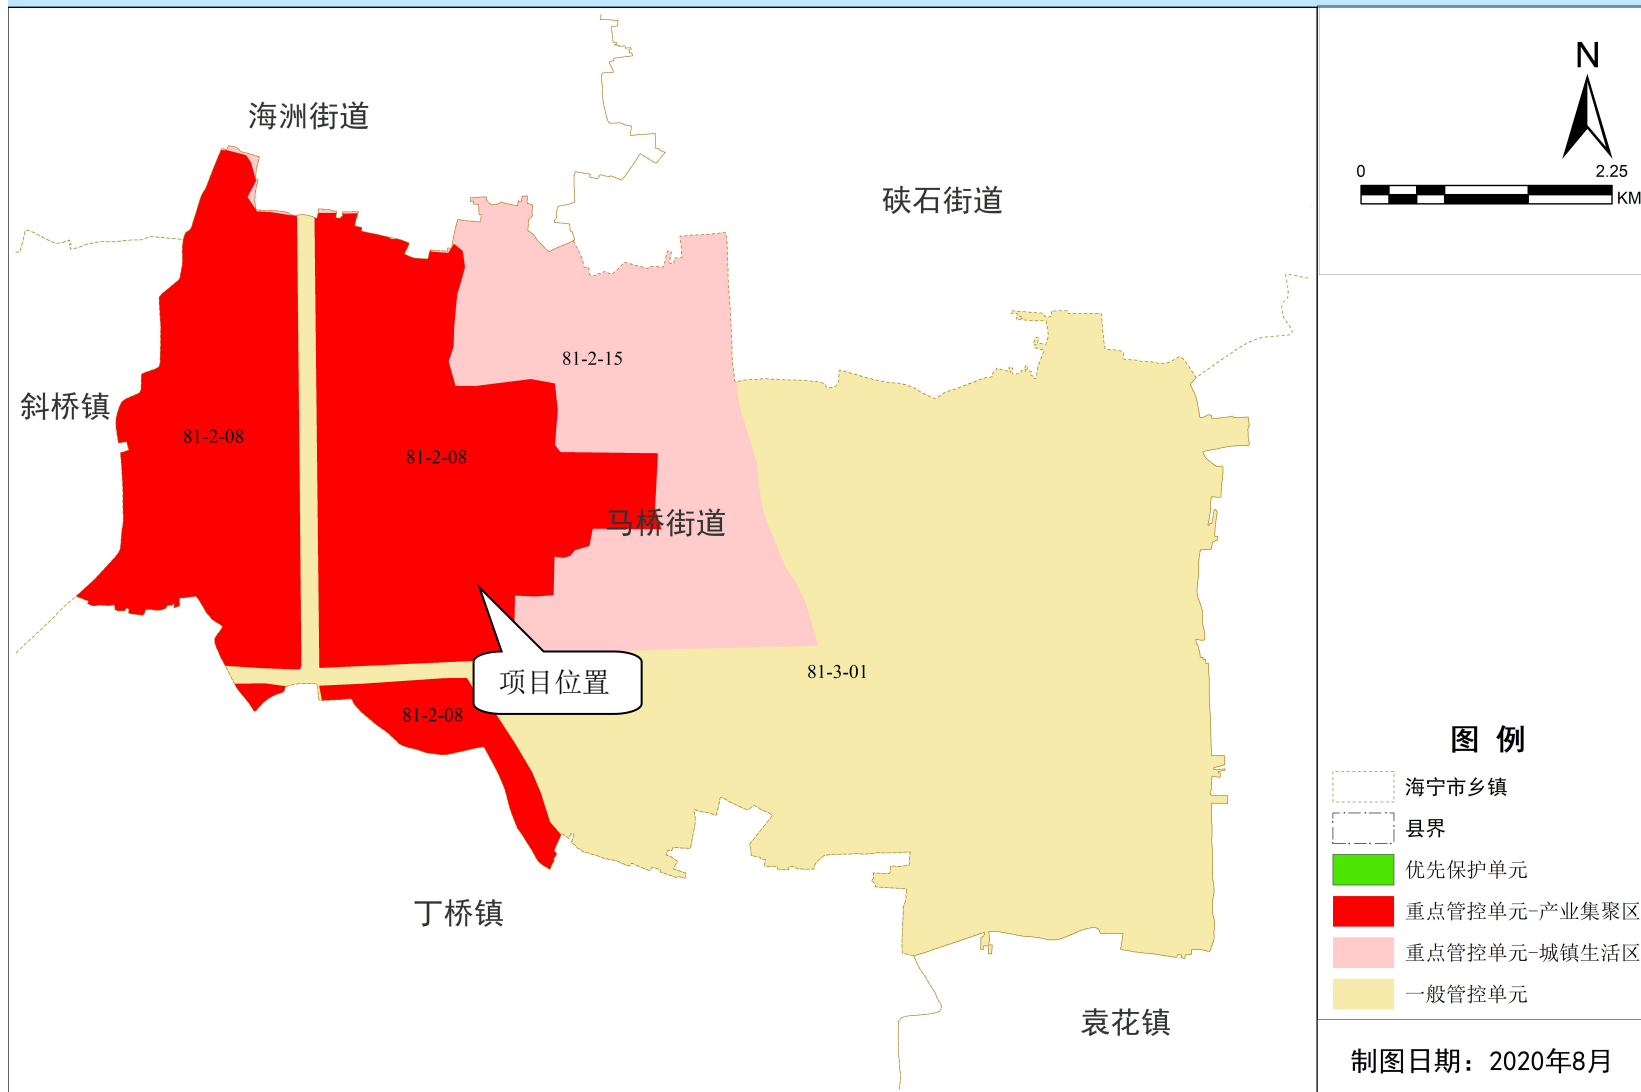 海洲街道
硖石街道
81-2-15
斜桥镇
81-2-08
81-2-08
马桥街道
项目位置
81-3-01
81-2-08
丁桥镇
袁花镇
N
0 2.25
KM
图 例
海宁市乡镇
县界
优先保护单元
重点管控单元-产业集聚区
重点管控单元-城镇生活区
一般管控单元
制图日期：2020年8月